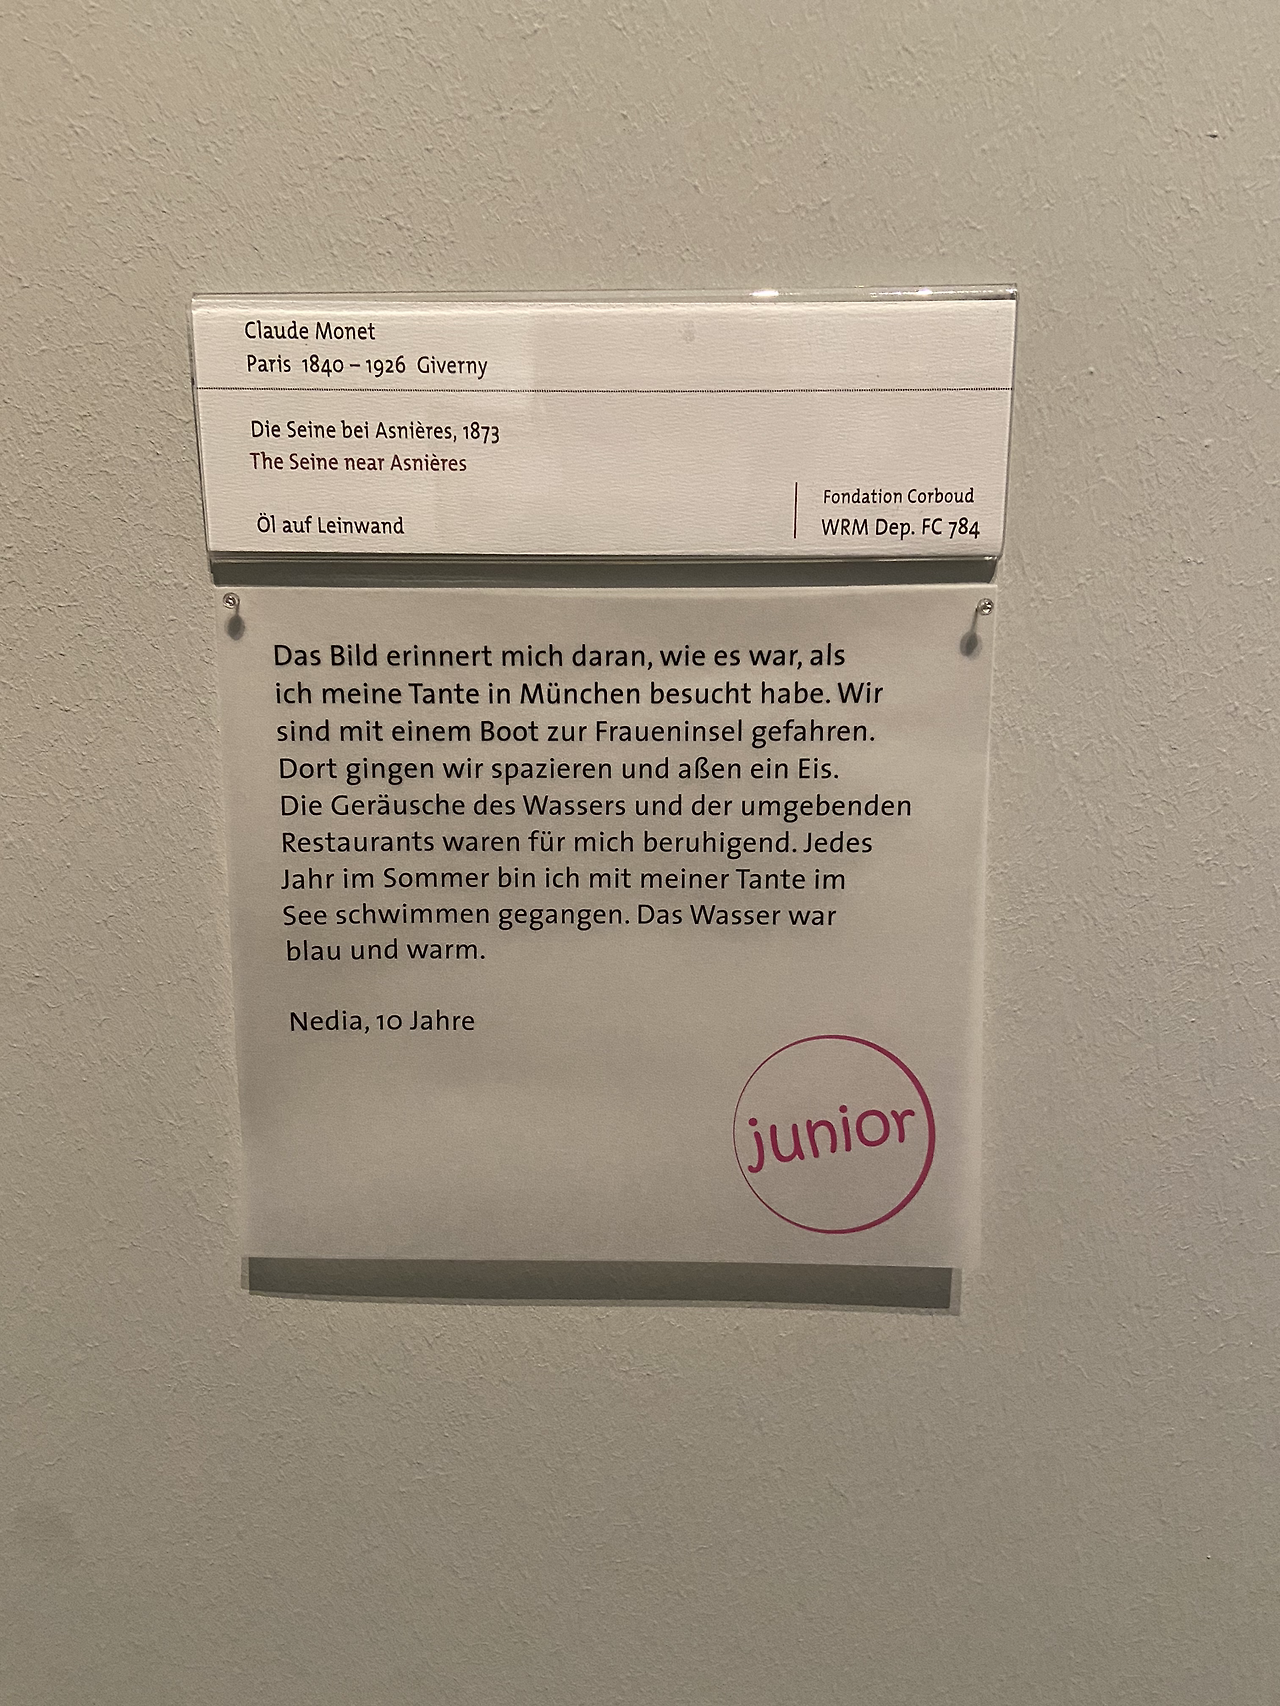 Claude Monet
Paris 1840 – 1926 Giverny
Die Seine bei Asnières, 1873
The Seine near Asnières
Öl auf Leinwand
Fondation Corboud
WRM Dep. FC 784
Das Bild erinnert mich daran, wie es war, als
ich meine Tante in München besucht habe. Wir
sind mit einem Boot zur Fraueninsel gefahren.
Dort gingen wir spazieren und aßen ein Eis.
Die Geräusche des Wassers und der umgebenden
Restaurants waren für mich beruhigend. Jedes
Jahr im Sommer bin ich mit meiner Tante im
See schwimmen gegangen. Das Wasser war
blau und warm.
Nedia, 10 Jahre
junior